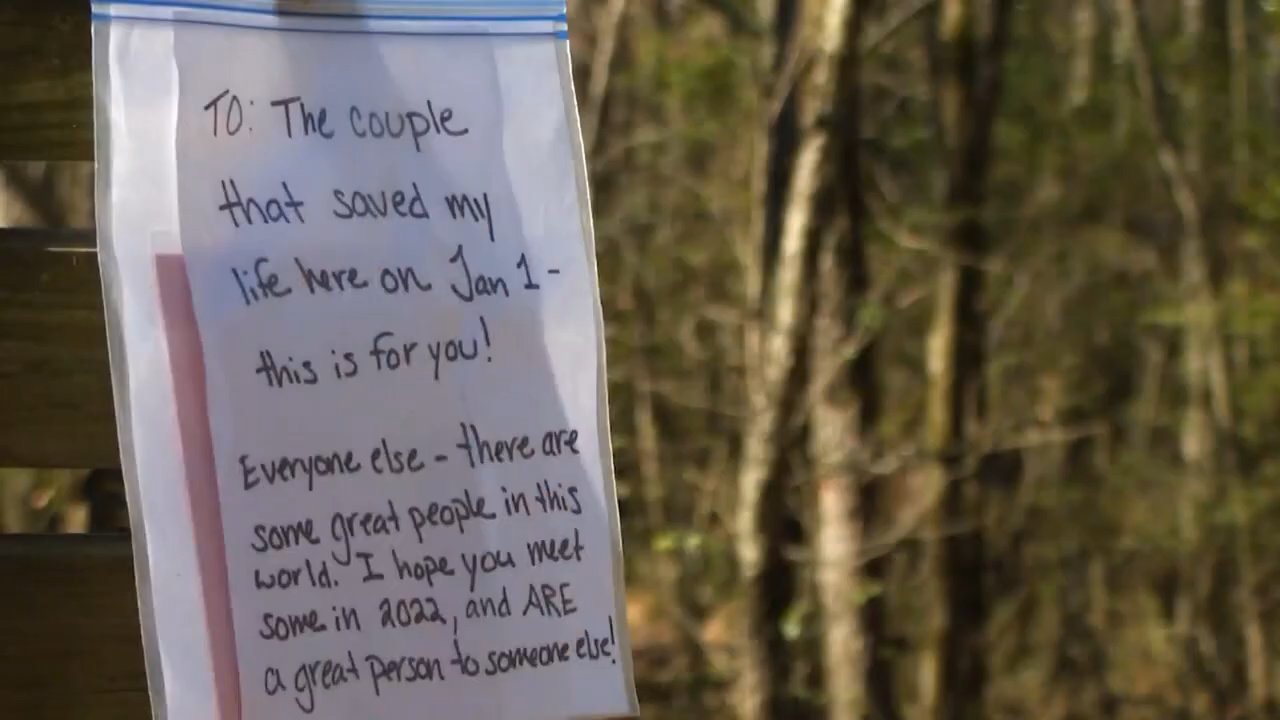 TO: The couple
that saved my
life here on Jan 1-
this is for you!
Everyone else - there are
some great people in this
world. I hope you meet
some in 2022, and ARE
a great person to someone else!